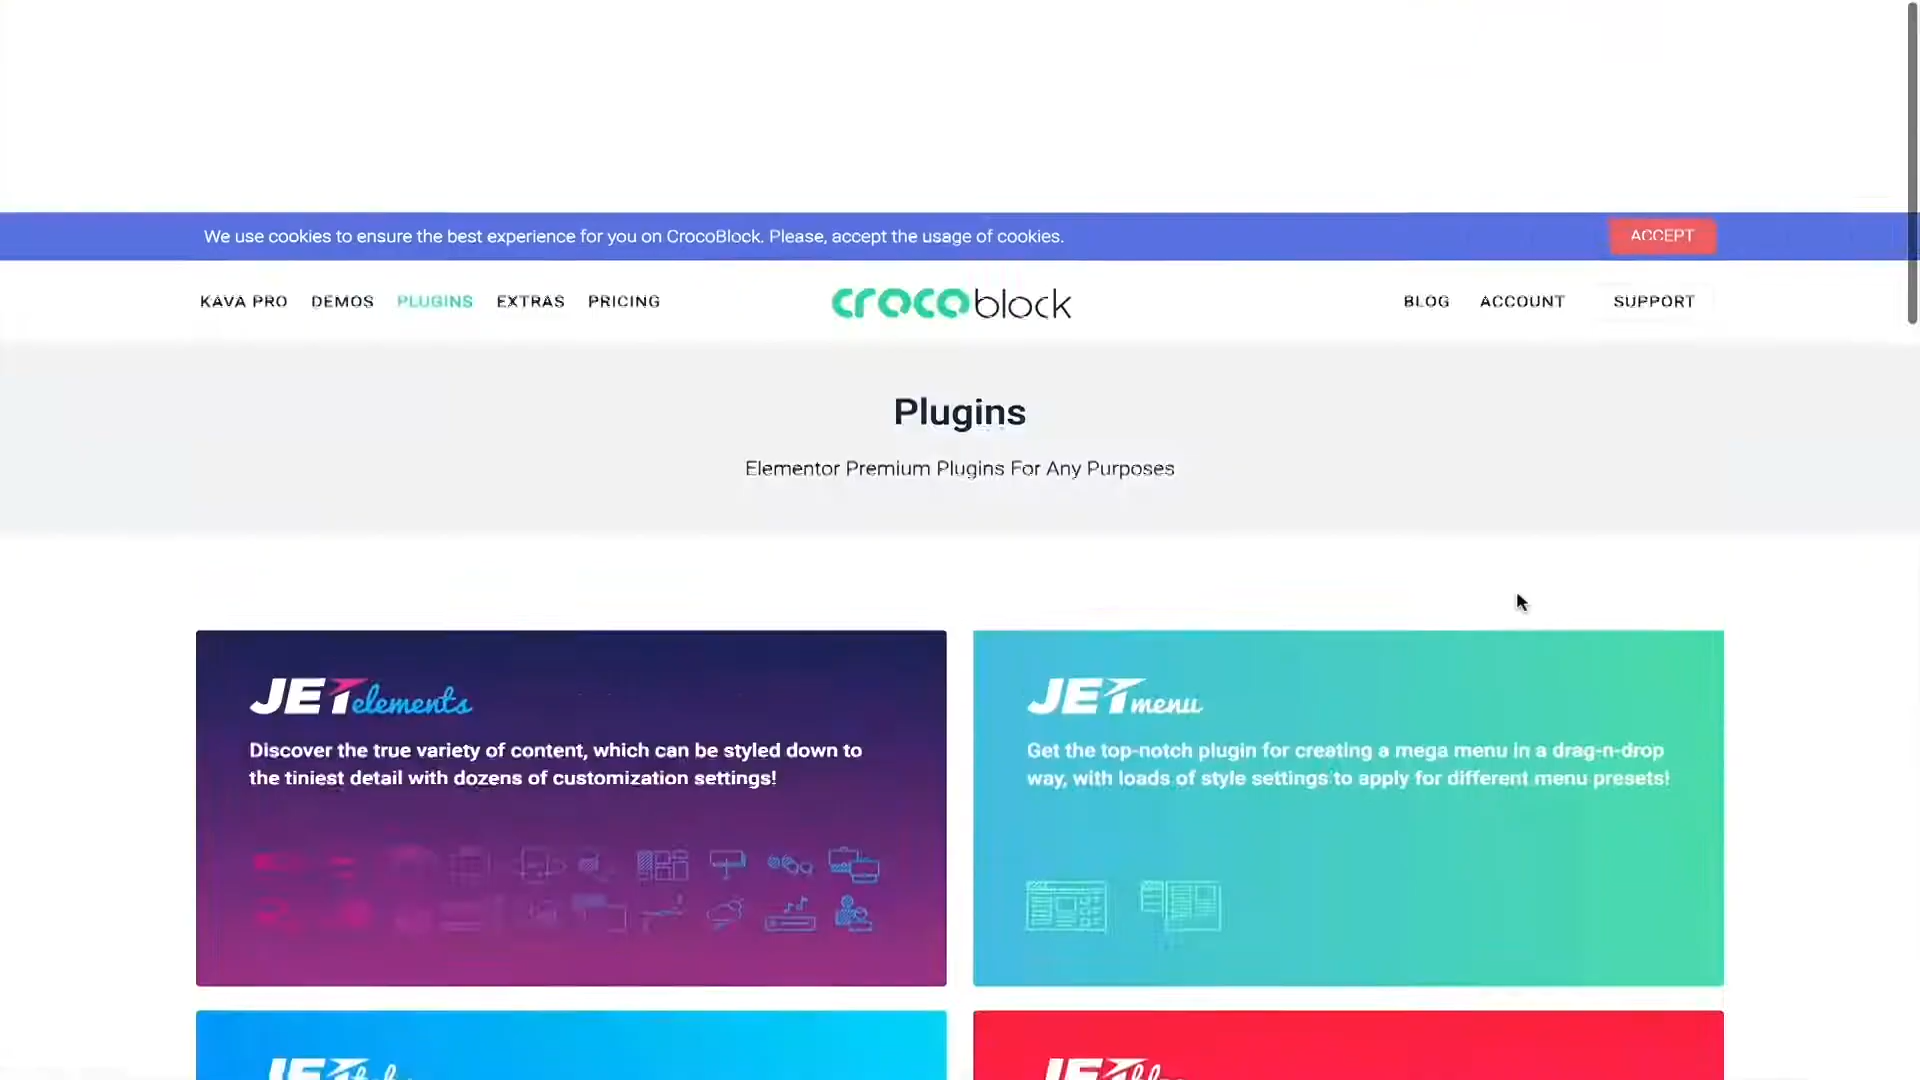 We use cookies to ensure the best experience for you on CrocoBlock. Please, accept the usage of cookies.
ACCEPT
KAVA PRO
DEMOS
PLUGINS
EXTRAS
PRICING
crocoblock
BLOG
ACCOUNT
SUPPORT
Plugins
Elementor Premium Plugins For Any Purposes
JETelements
Discover the true variety of content, which can be styled down to
the tiniest detail with dozens of customization settings!
JETmenu
Get the top-notch plugin for creating a mega menu in a drag-n-drop
way, with loads of style settings to apply for different menu presets!
JET
JET